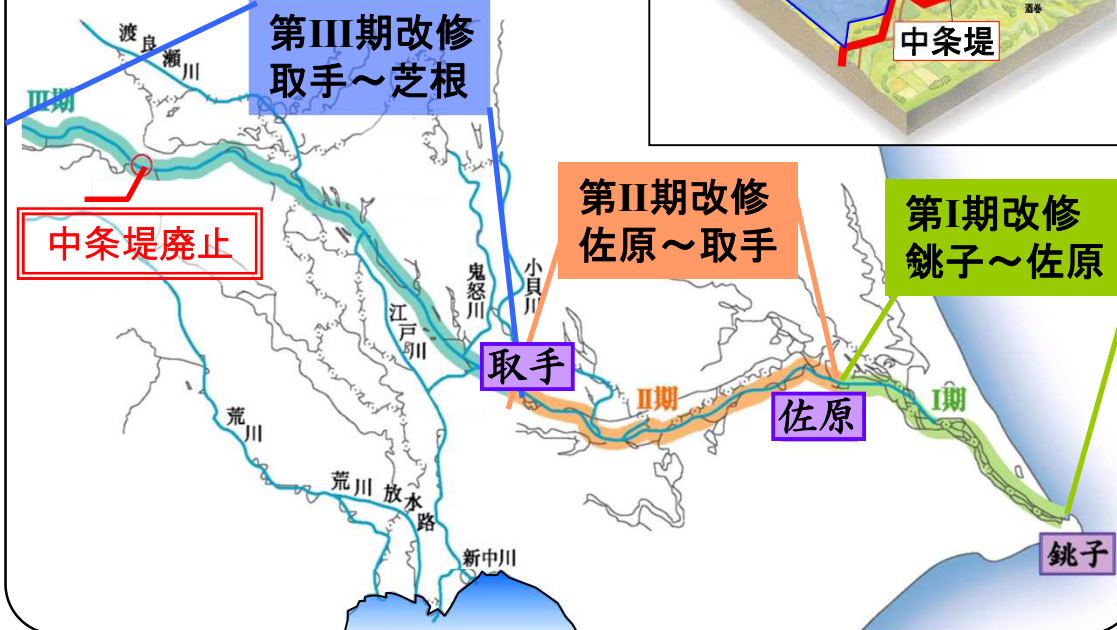 酒巻
中条堤
第III期改修
取手～芝根
渡良瀬川
III期
中条堤廃止
第II期改修
佐原～取手
第I期改修
銚子～佐原
鬼怒川
小貝川
江戸川
取手
II期
佐原
I期
荒川
荒川放水路
新中川
銚子